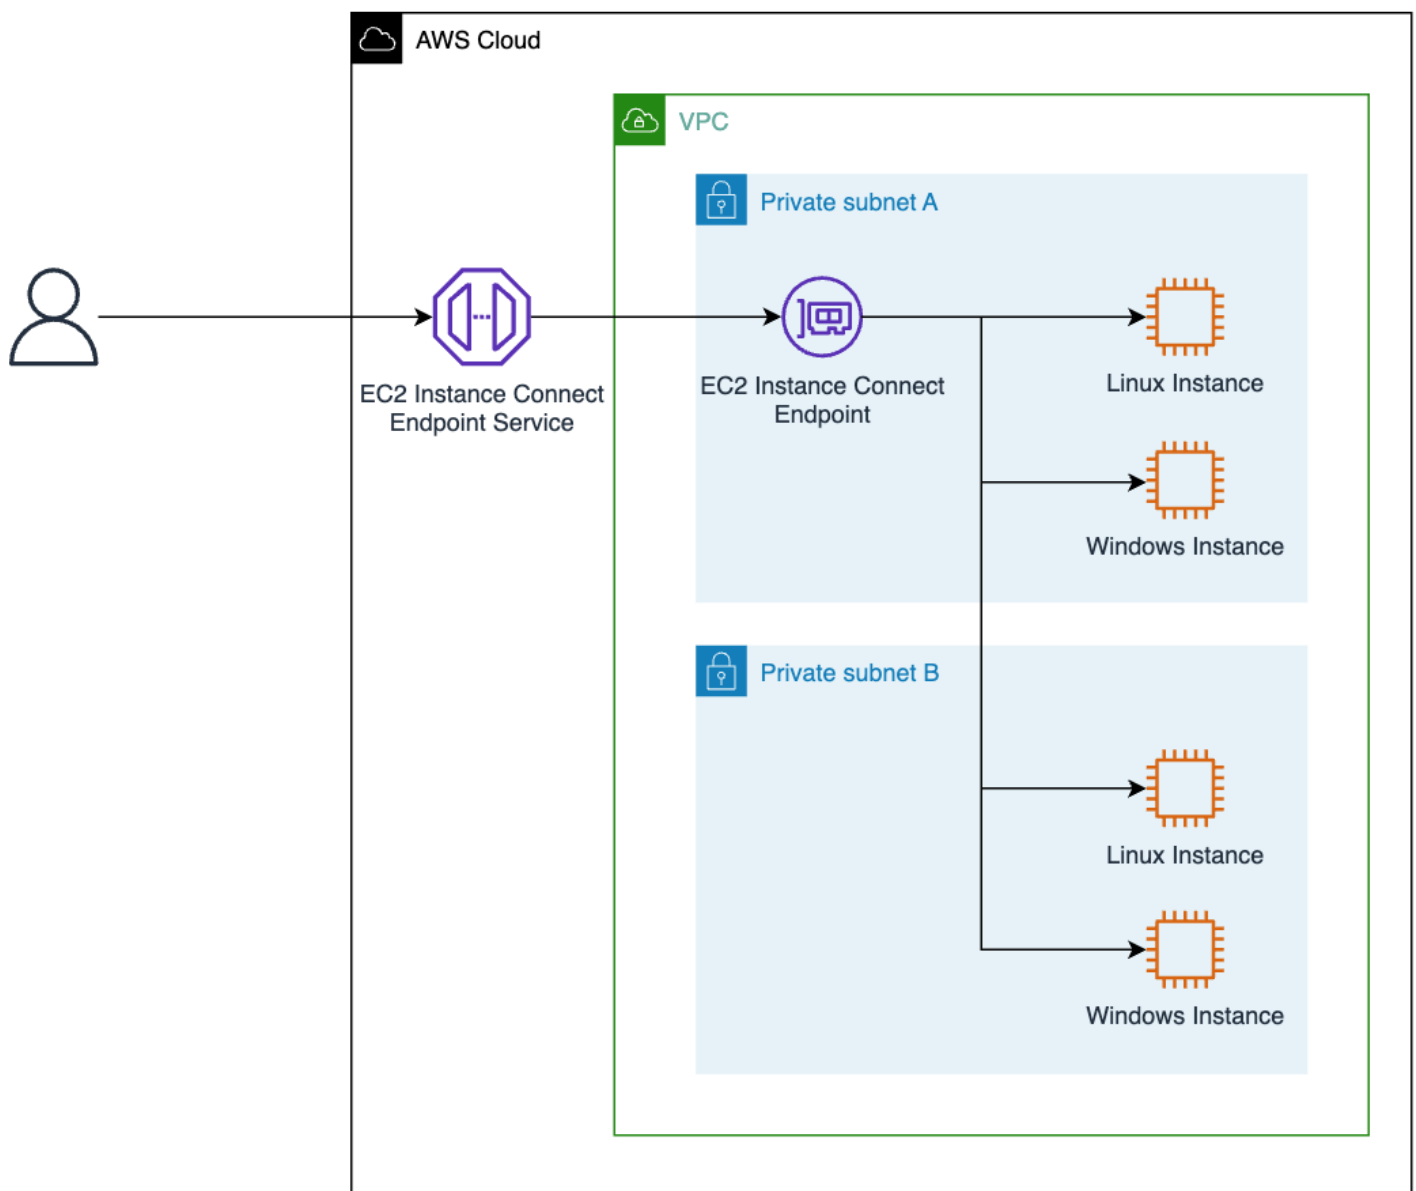 AWS Cloud
VPC
Private subnet A
EC2 Instance Connect
Endpoint Service
EC2 Instance Connect
Endpoint
Linux Instance
Windows Instance
Private subnet B
Linux Instance
Windows Instance